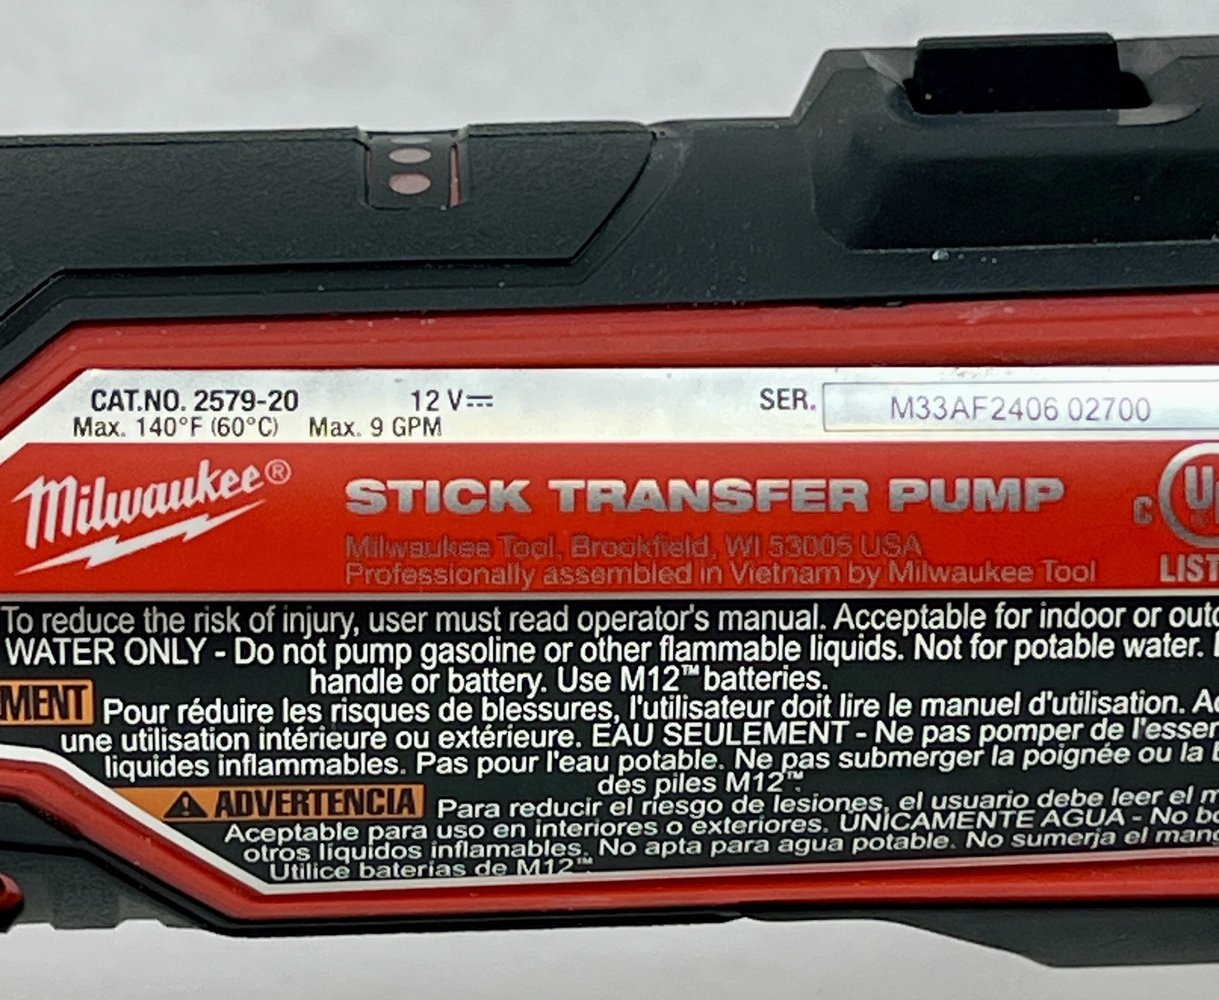 CAT.NO. 2579-20 12 V⎓ SER. M33AF2406 02700
Max. 140°F (60°C) Max. 9 GPM
Milwaukee®
STICK TRANSFER PUMP
C UL
Milwaukee Tool, Brookfield, WI 53005 USA
Professionally assembled in Vietnam by Milwaukee Tool
LIST
To reduce the risk of injury, user must read operator's manual. Acceptable for indoor or outd
WATER ONLY - Do not pump gasoline or other flammable liquids. Not for potable water.
handle or battery. Use M12™ batteries.
MENT Pour réduire les risques de blessures, l'utilisateur doit lire le manuel d'utilisation. Ac
une utilisation intérieure ou extérieure. EAU SEULEMENT - Ne pas pomper de l'esser
liquides inflammables. Pas pour l'eau potable. Ne pas submerger la poignée ou la
des piles M12™.
⚠ ADVERTENCIA Para reducir el riesgo de lesiones, el usuario debe leer el m
Aceptable para uso en interiores o exteriores. ÚNICAMENTE AGUA - No bo
otros líquidos inflamables. No apta para agua potable. No sumerja el mang
Utilice baterías de M12™